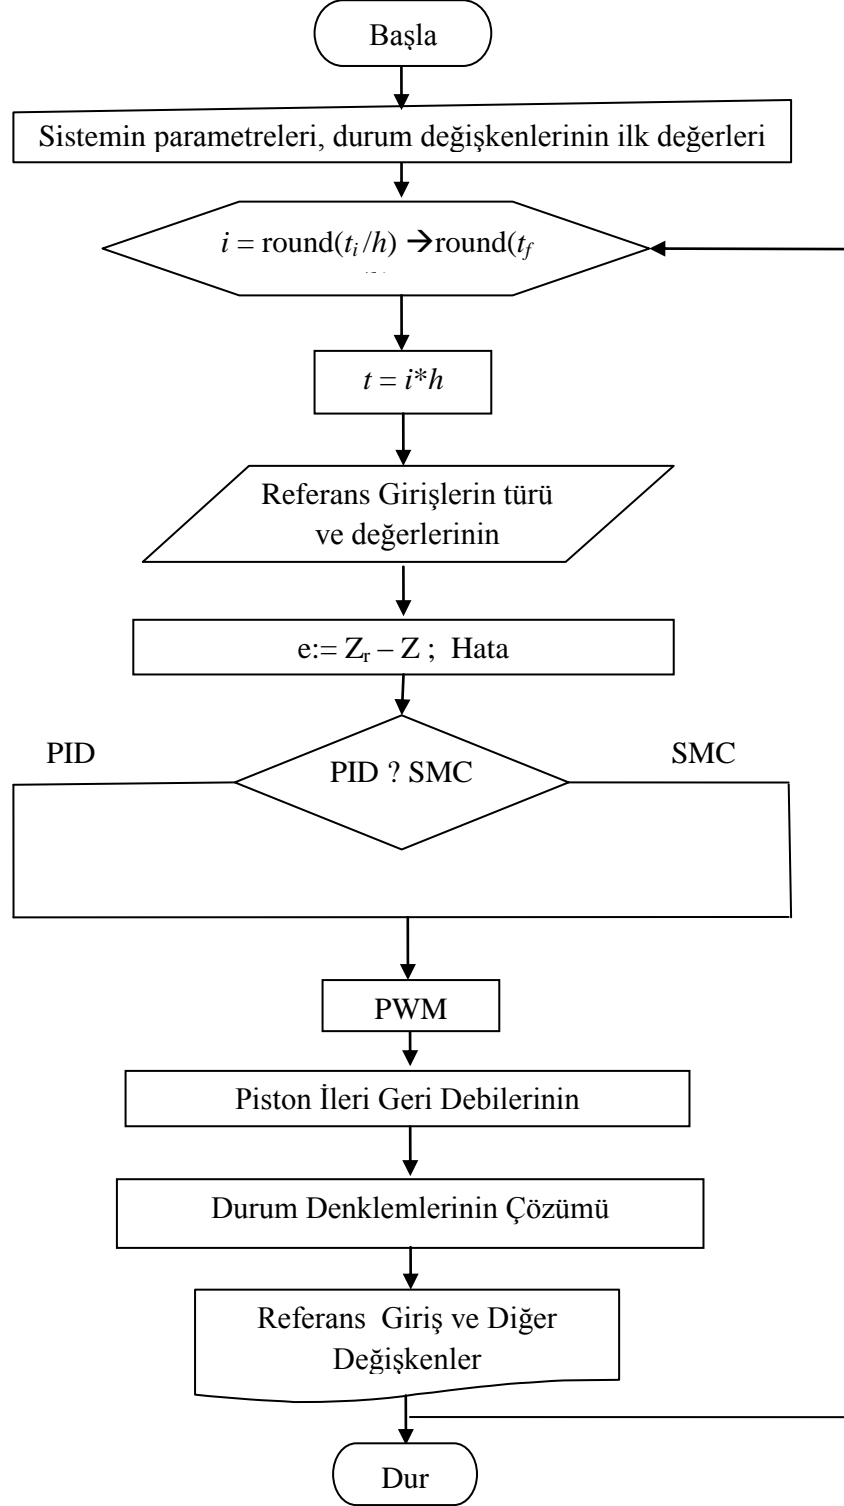 Başla
Sistemin parametreleri, durum değişkenlerinin ilk değerleri
i = round(tᵢ/h) →round(t_f
t = i*h
Referans Girişlerin türü
ve değerlerinin
e:= Zᵣ – Z ; Hata
PID
PID ? SMC
SMC
PWM
Piston İleri Geri Debilerinin
Durum Denklemlerinin Çözümü
Referans Giriş ve Diğer
Değişkenler
Dur